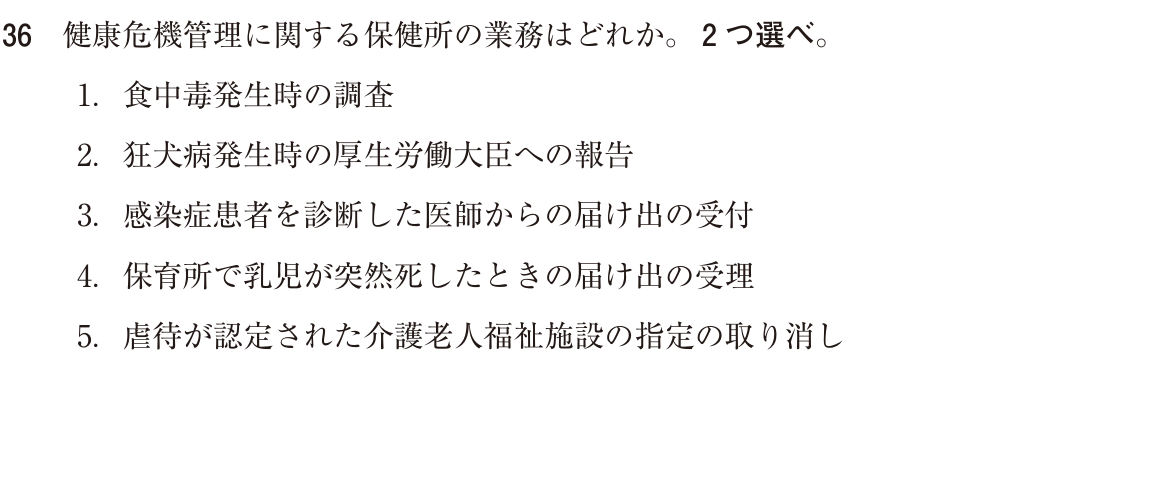 36 健康危機管理に関する保健所の業務はどれか。2つ選べ。
1. 食中毒発生時の調査
2. 狂犬病発生時の厚生労働大臣への報告
3. 感染症患者を診断した医師からの届け出の受付
4. 保育所で乳児が突然死したときの届け出の受理
5. 虐待が認定された介護老人福祉施設の指定の取り消し